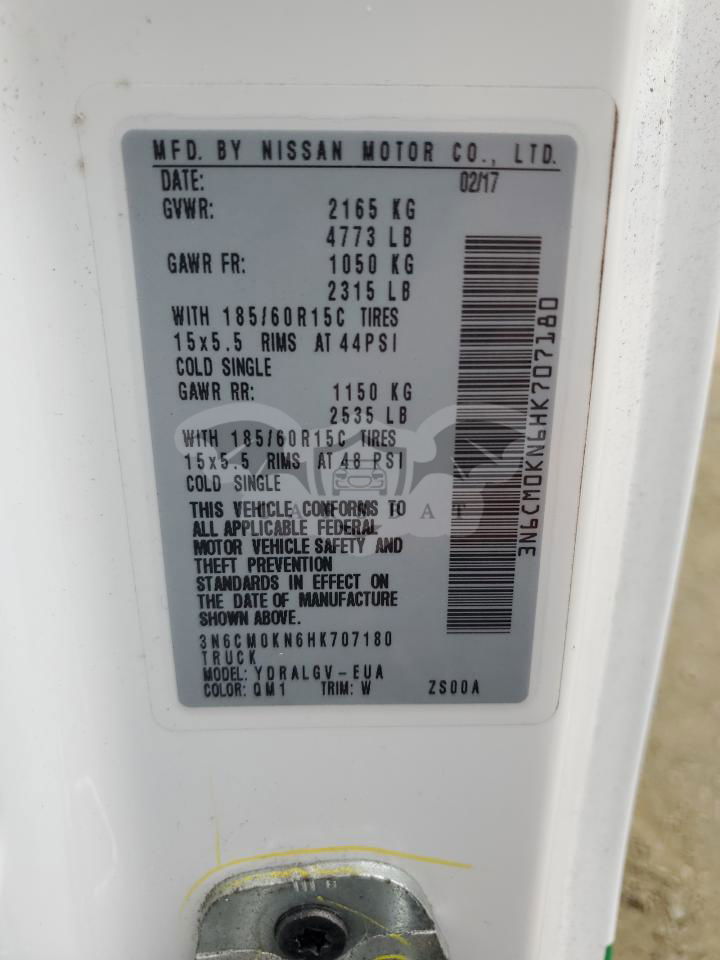 MFD. BY NISSAN MOTOR CO., LTD.
DATE: 02/17
GVWR: 2165 KG
4773 LB
GAWR FR: 1050 KG
2315 LB
WITH 185/60R15C TIRES
15x5.5 RIMS AT 44PSI
COLD SINGLE
GAWR RR: 1150 KG
2535 LB
WITH 185/60R15C TIRES
15x5.5 RIMS AT 48 PSI
COLD SINGLE
THIS VEHICLE CONFORMS TO
ALL APPLICABLE FEDERAL
MOTOR VEHICLE SAFETY AND
THEFT PREVENTION
STANDARDS IN EFFECT ON
THE DATE OF MANUFACTURE
SHOWN ABOVE.
3N6CM0KN6HK707180
TRUCK
MODEL: YDRALGV-EUA
COLOR: QM1 TRIM: W ZS00A
3N6CM0KN6HK707180